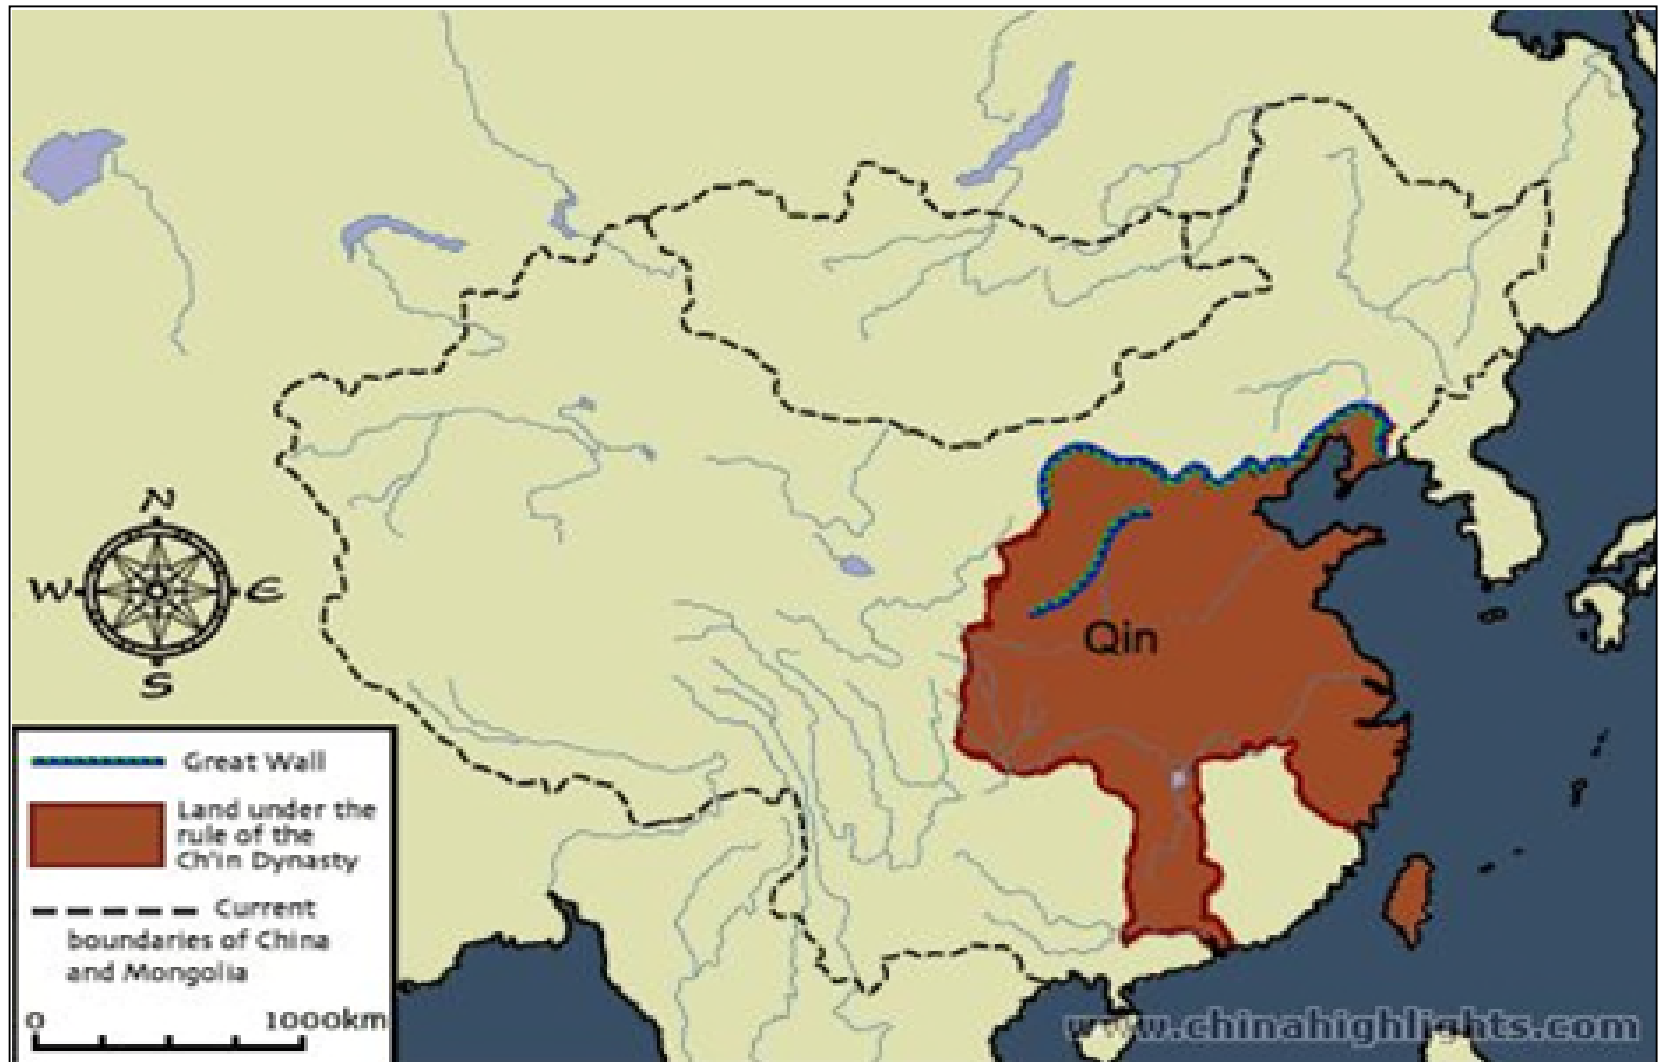 N
W
E
S
Qin
Great Wall
Land under the
rule of the
Ch'in Dynasty
Current
boundaries of China
and Mongolia
0 1000km
www.chinahighlights.com